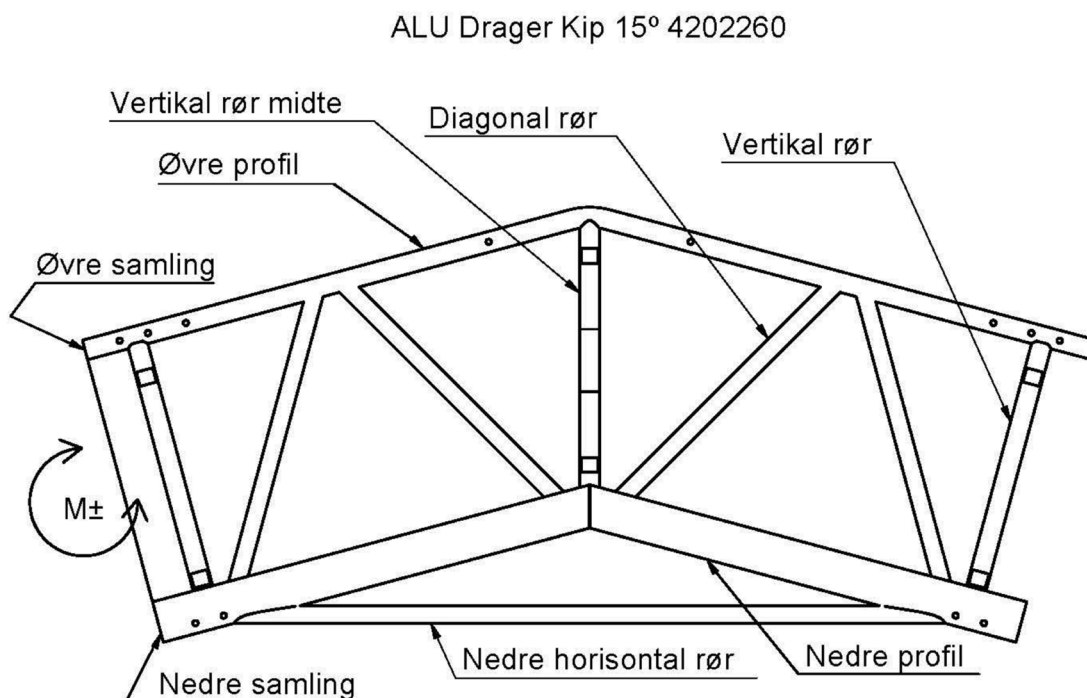 ALU Drager Kip 15º 4202260
Vertikal rør midte
Diagonal rør
Vertikal rør
Øvre profil
Øvre samling
M±
Nedre horisontal rør
Nedre profil
Nedre samling